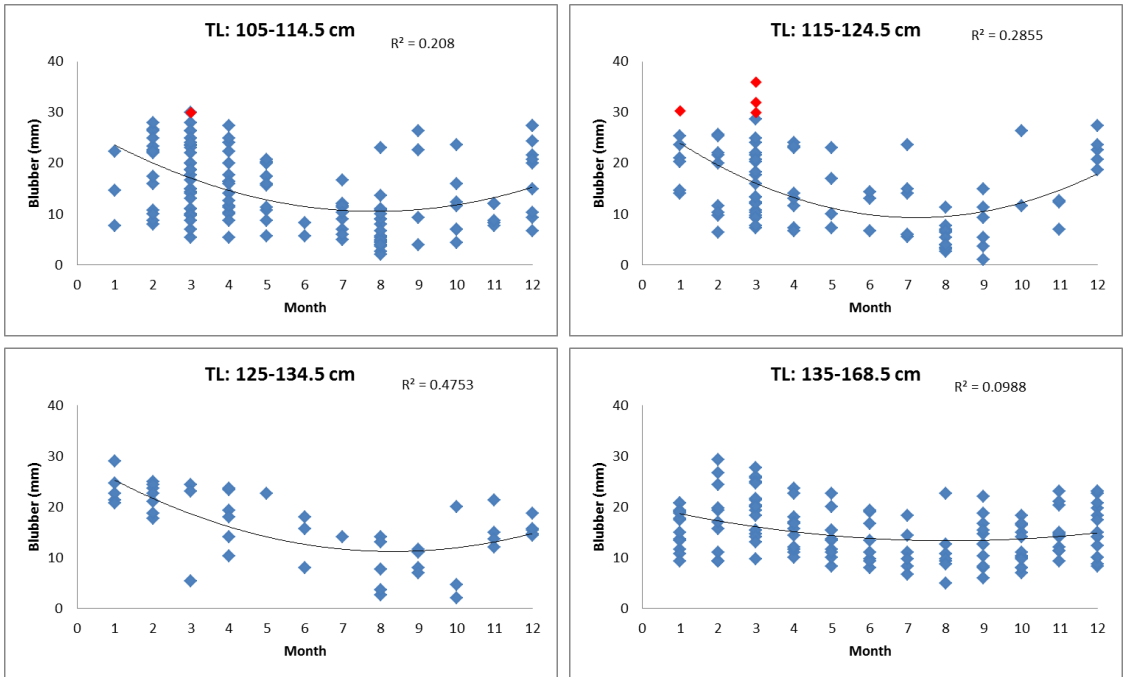 TL: 105-114.5 cm
R² = 0.208
40
30
20
10
0
Blubber (mm)
0 1 2 3 4 5 6 7 8 9 10 11 12
Month
TL: 115-124.5 cm
R² = 0.2855
40
30
20
10
0
Blubber (mm)
0 1 2 3 4 5 6 7 8 9 10 11 12
Month
TL: 125-134.5 cm
R² = 0.4753
40
30
20
10
0
Blubber (mm)
0 1 2 3 4 5 6 7 8 9 10 11 12
Month
TL: 135-168.5 cm
R² = 0.0988
40
30
20
10
0
Blubber (mm)
0 1 2 3 4 5 6 7 8 9 10 11 12
Month